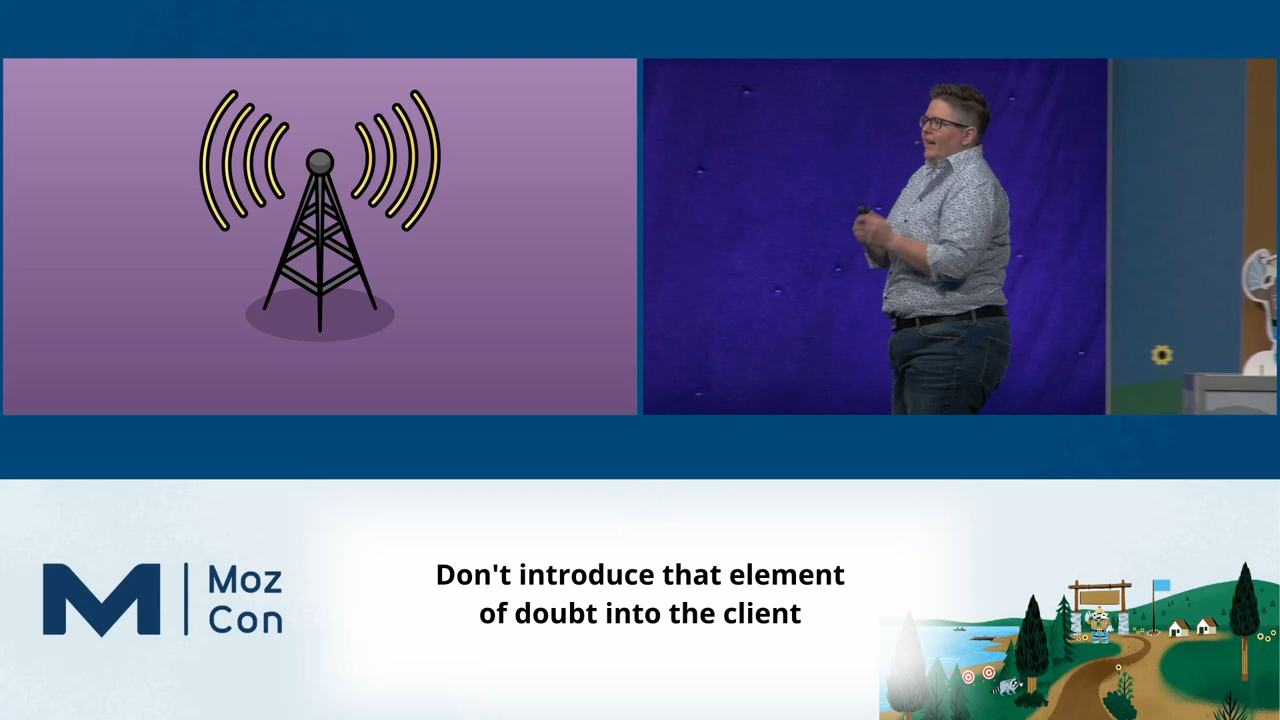 Moz
Con
Don't introduce that element
of doubt into the client